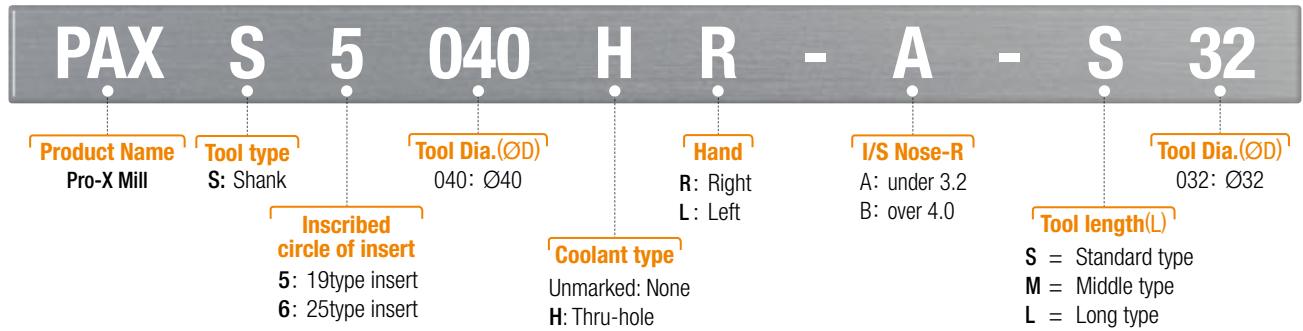 PAX S 5 040 H R - A - S 32
Product Name
Pro-X Mill
Tool type
S: Shank
Inscribed
circle of insert
5: 19type insert
6: 25type insert
Tool Dia.(ØD)
040: Ø40
Coolant type
Unmarked: None
H: Thru-hole
Hand
R: Right
L: Left
I/S Nose-R
A: under 3.2
B: over 4.0
Tool length(L)
S = Standard type
M = Middle type
L = Long type
Tool Dia.(ØD)
032: Ø32